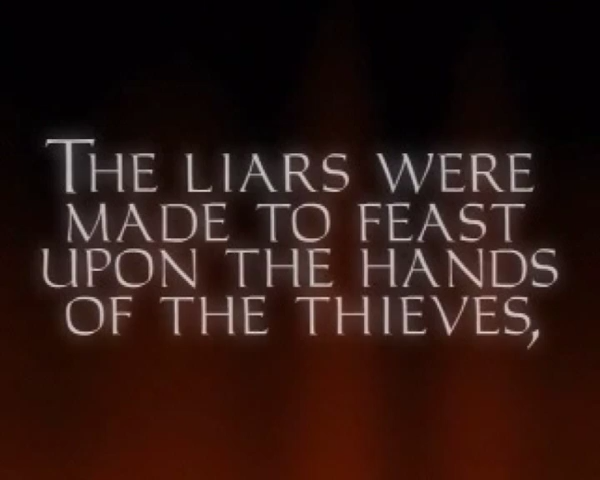 The liars were
made to feast
upon the hands
of the thieves,